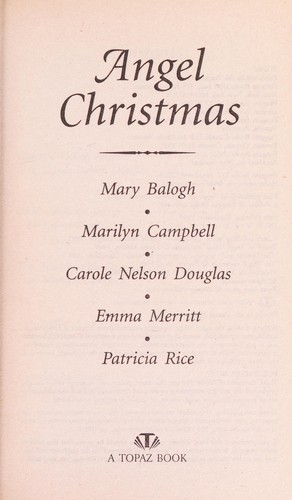 Angel
Christmas
Mary Balogh
•
Marilyn Campbell
•
Carole Nelson Douglas
•
Emma Merritt
•
Patricia Rice
A TOPAZ BOOK